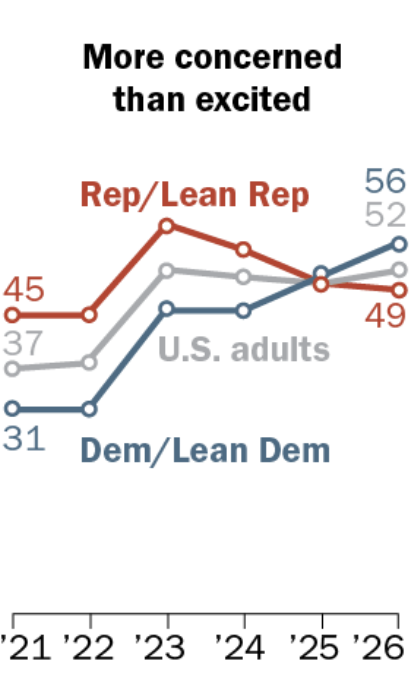 More concerned
than excited
56
Rep/Lean Rep
52
45
49
37
U.S. adults
31
Dem/Lean Dem
’21 ’22 ’23 ’24 ’25 ’26